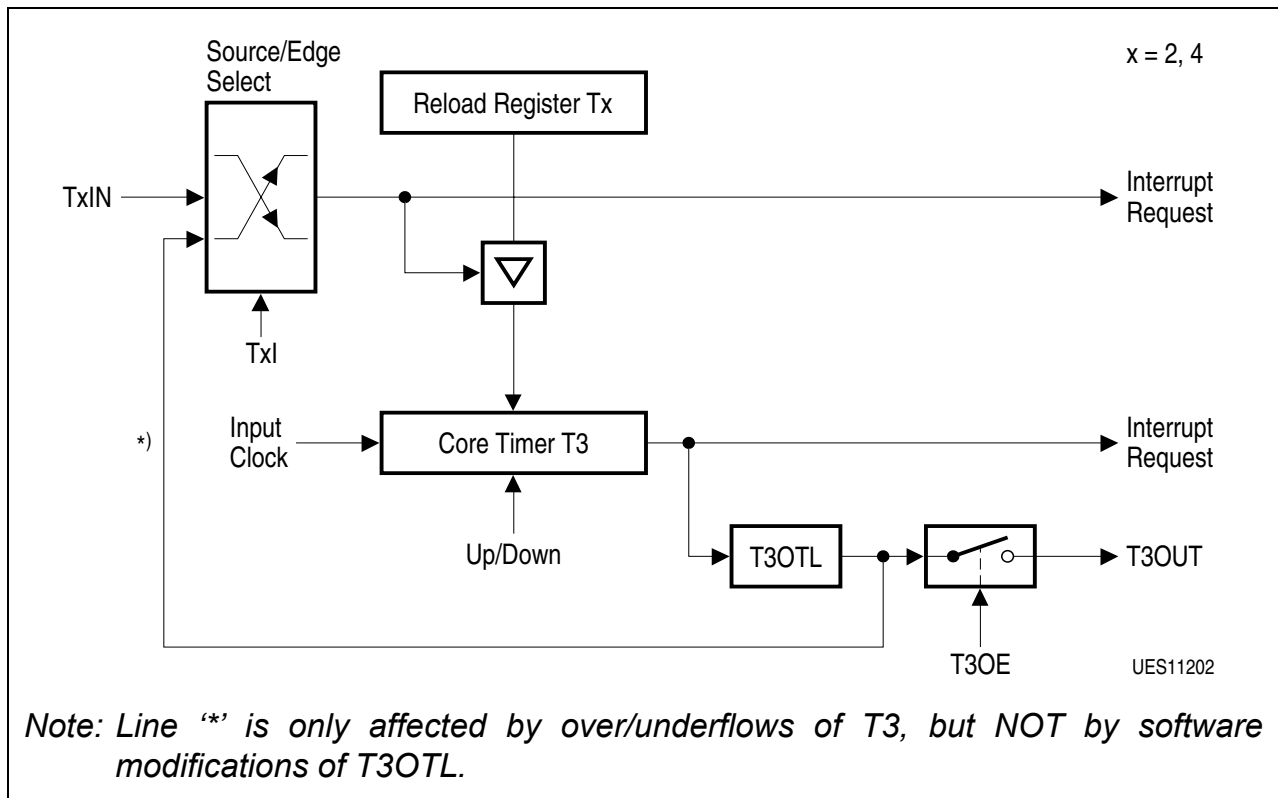 Source/Edge
Select
x = 2, 4
Reload Register Tx
TxIN
Interrupt
Request
TxI
*)
Input
Clock
Core Timer T3
Interrupt
Request
Up/Down
T3OTL
T3OUT
T3OE
UES11202
Note: Line ‘*’ is only affected by over/underflows of T3, but NOT by software
modifications of T3OTL.